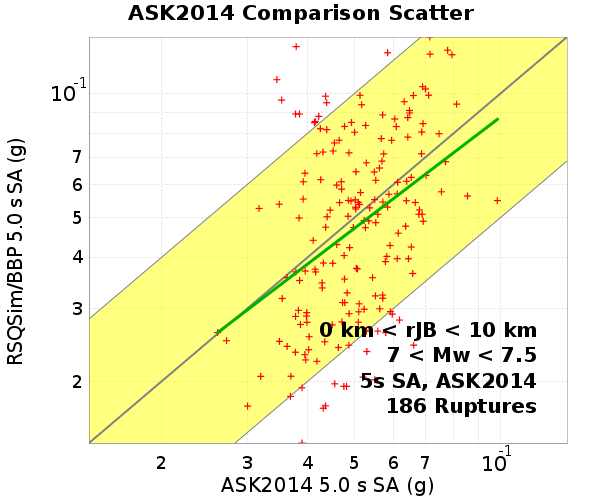 ASK2014 Comparison Scatter
RSQSim/BBP 5.0 s SA (g)
10-1
7
6
5
4
3
2
0 km < rJB < 10 km
7 < Mw < 7.5
5s SA, ASK2014
186 Ruptures
2 3 4 5 6 7 10-1
ASK2014 5.0 s SA (g)